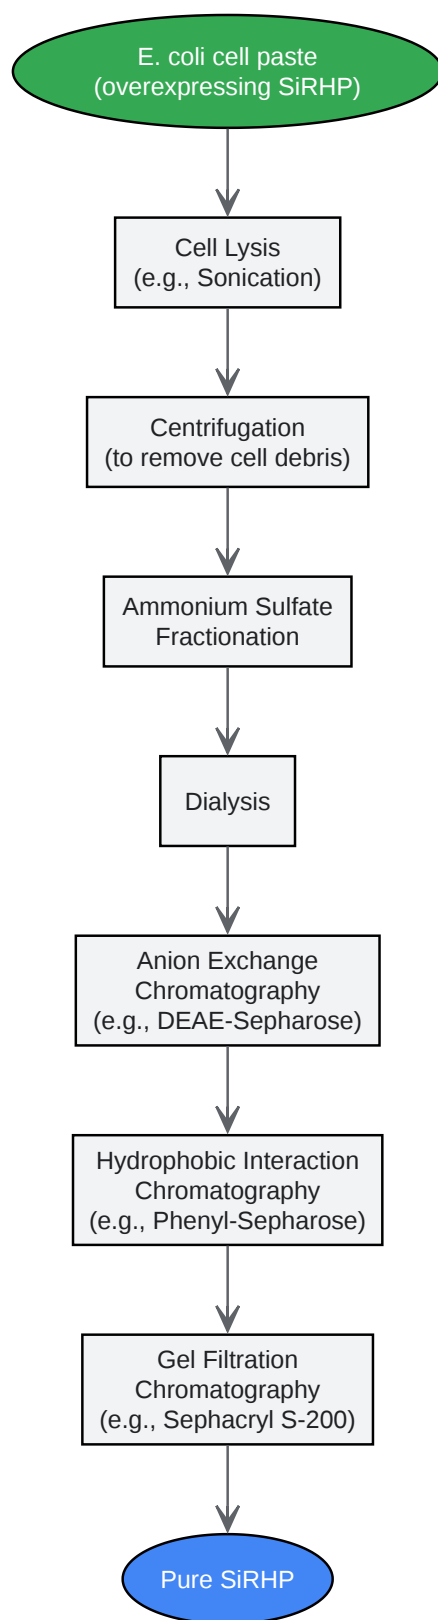 E. coli cell paste
(overexpressing SiRHP)
Cell Lysis
(e.g., Sonication)
Centrifugation
(to remove cell debris)
Ammonium Sulfate
Fractionation
Dialysis
Anion Exchange
Chromatography
(e.g., DEAE-Sepharose)
Hydrophobic Interaction
Chromatography
(e.g., Phenyl-Sepharose)
Gel Filtration
Chromatography
(e.g., Sephacryl S-200)
Pure SiRHP